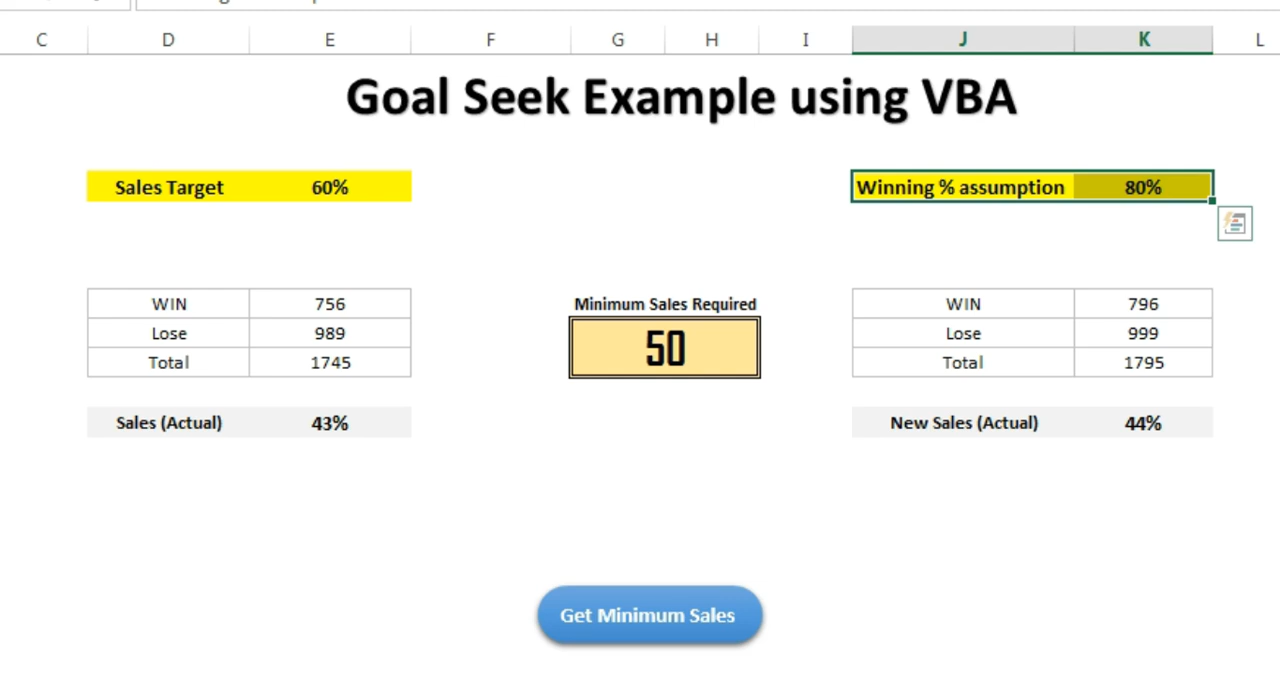 C D E F G H I J K L
Goal Seek Example using VBA
Sales Target 60% Winning % assumption 80%
WIN 756 Minimum Sales Required WIN 796
Lose 989 50 Lose 999
Total 1745 Total 1795
Sales (Actual) 43% New Sales (Actual) 44%
Get Minimum Sales